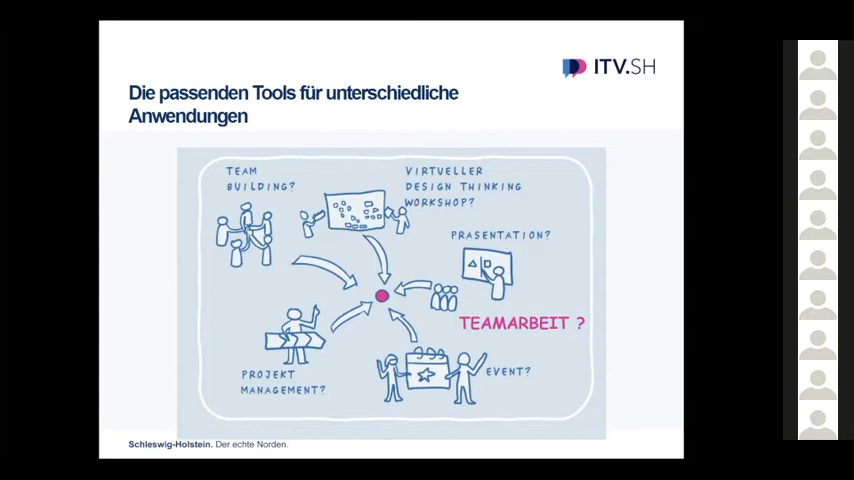 ITV.SH
Die passenden Tools für unterschiedliche
Anwendungen
TEAM
BUILDING?
VIRTUELLER
DESIGN THINKING
WORKSHOP?
PRASENTATION?
TEAMARBEIT ?
PROJEKT
MANAGEMENT?
EVENT?
Schleswig-Holstein. Der echte Norden.